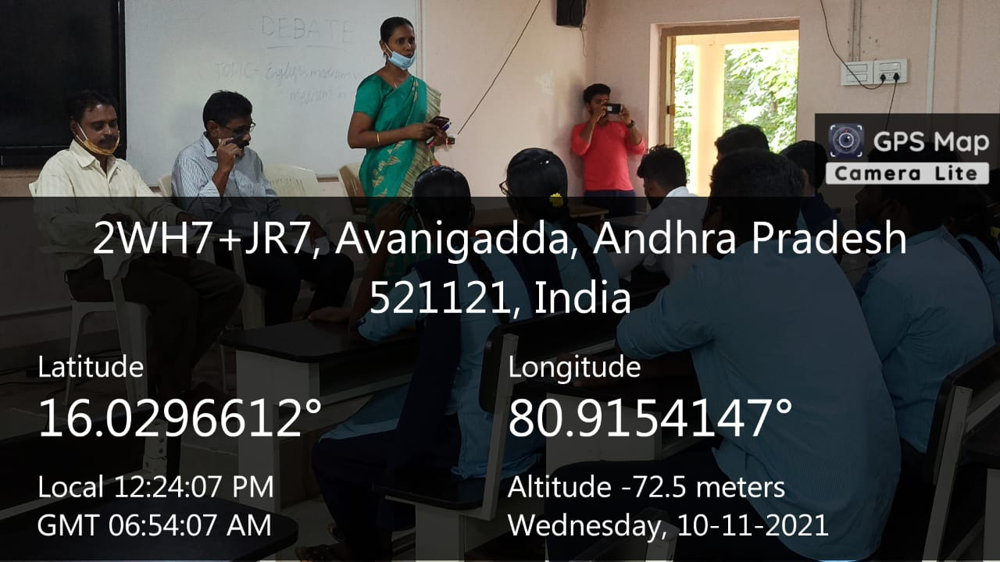 DEBATE
TOPIC = English medium vs
medium in
GPS Map
Camera Lite
2WH7+JR7, Avanigadda, Andhra Pradesh
521121, India
Latitude
16.0296612°
Longitude
80.9154147°
Local 12:24:07 PM
GMT 06:54:07 AM
Altitude -72.5 meters
Wednesday, 10-11-2021